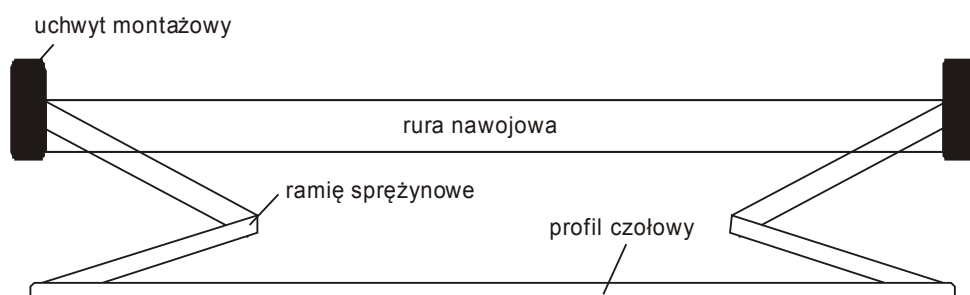 uchwyt montażowy
rura nawojowa
ramię sprężynowe
profil czołowy